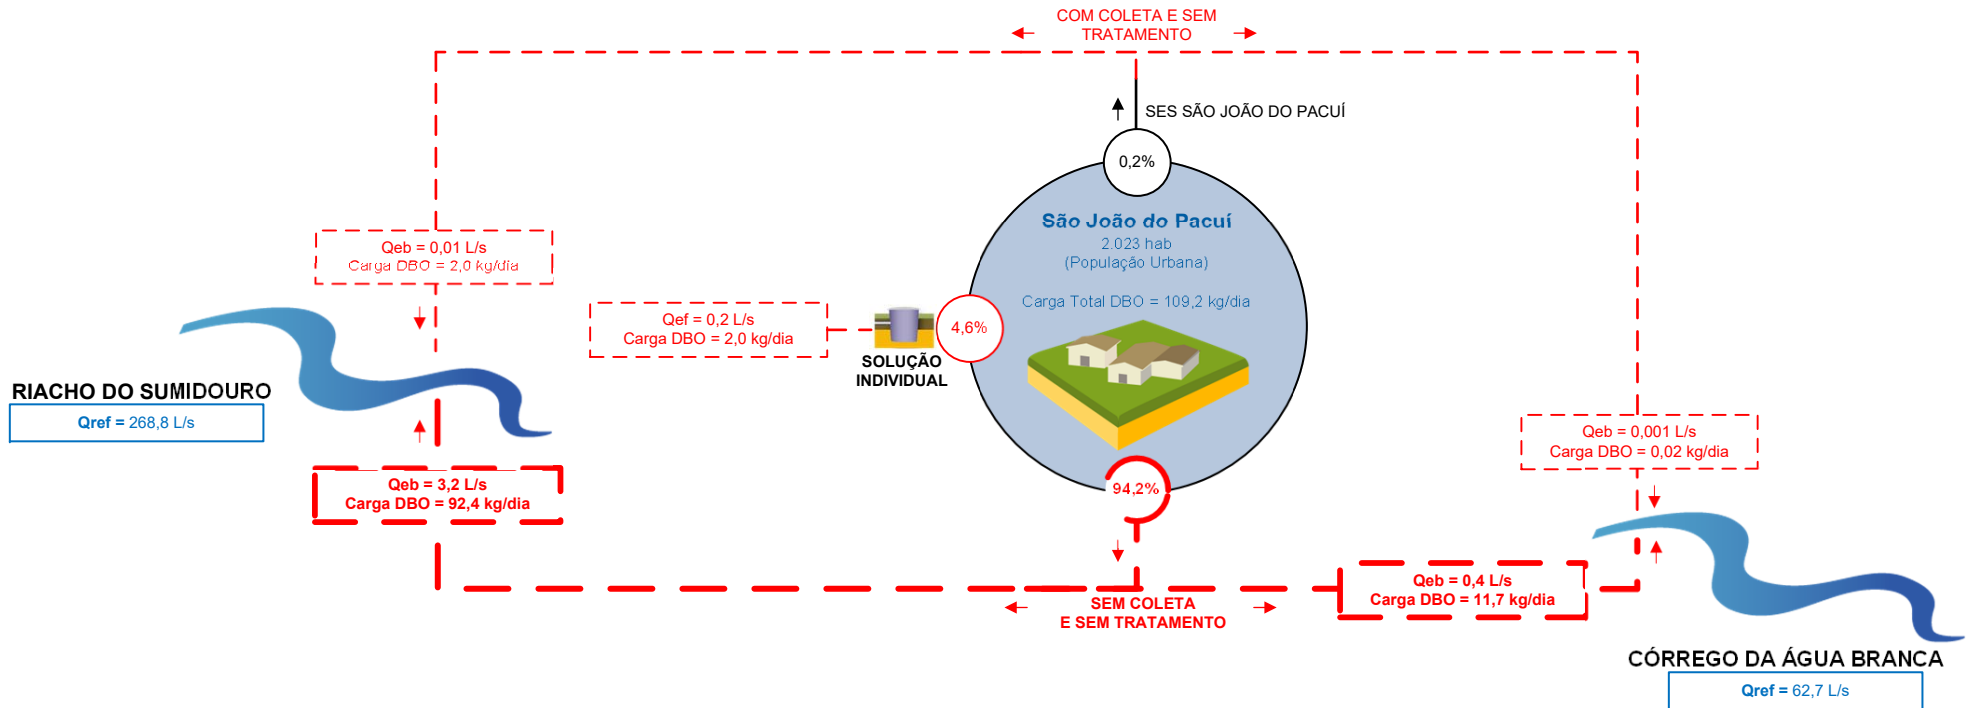 COM COLETA E SEM
TRATAMENTO
SES SÃO JOÃO DO PACUÍ
0,2%
São João do Pacuí
2.023 hab
(População Urbana)
Carga Total DBO = 109,2 kg/dia
Qeb = 0,01 L/s
Carga DBO = 2,0 kg/dia
Qef = 0,2 L/s
Carga DBO = 2,0 kg/dia
4,6%
SOLUÇÃO
INDIVIDUAL
RIACHO DO SUMIDOURO
Qref = 268,8 L/s
Qeb = 0,001 L/s
Carga DBO = 0,02 kg/dia
Qeb = 3,2 L/s
Carga DBO = 92,4 kg/dia
94,2%
Qeb = 0,4 L/s
Carga DBO = 11,7 kg/dia
SEM COLETA
E SEM TRATAMENTO
CÓRREGO DA ÁGUA BRANCA
Qref = 62,7 L/s